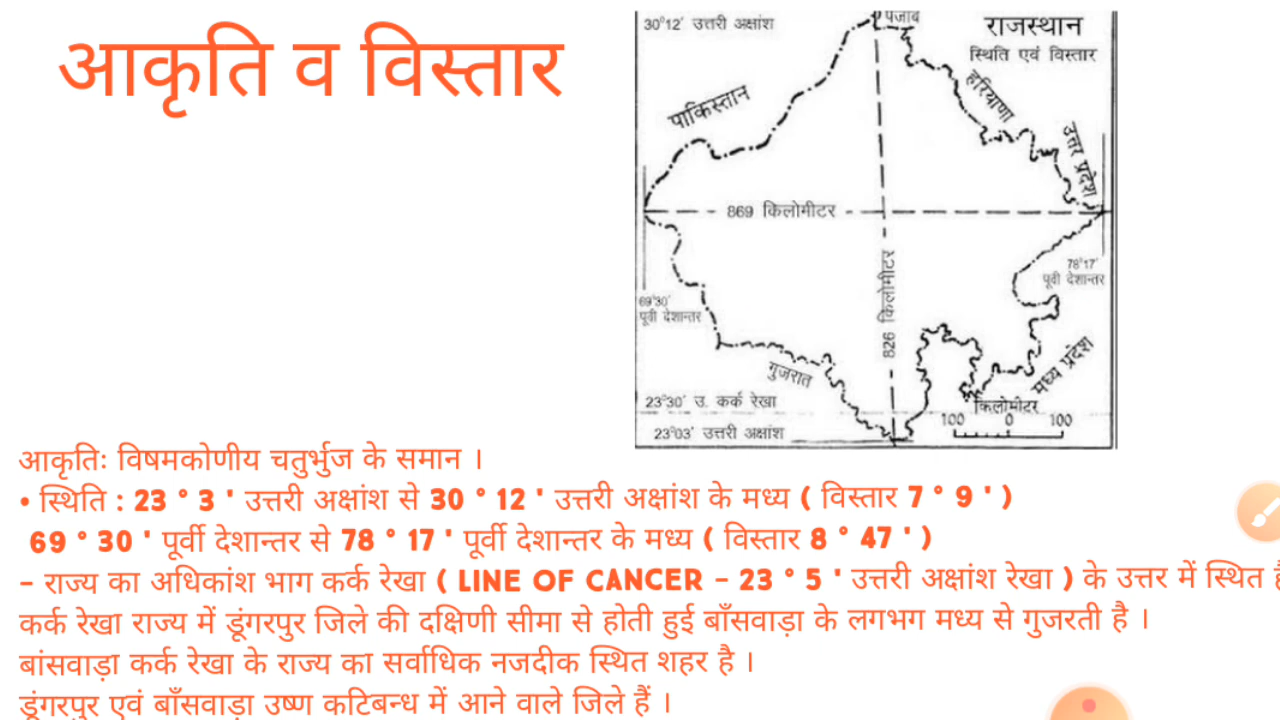 आकृति व विस्तार
30°12' उत्तरी अक्षांश
पंजाब
राजस्थान
स्थिति एवं विस्तार
पाकिस्तान
हरियाणा
उत्तर प्रदेश
869 किलोमीटर
826 किलोमीटर
78°17'
पूर्वी देशान्तर
69°30'
पूर्वी देशान्तर
गुजरात
मध्य प्रदेश
23°30' उ. कर्क रेखा
किलोमीटर
100 0 100
23°03' उत्तरी अक्षांश
आकृतिः विषमकोणीय चतुर्भुज के समान ।
• स्थिति : 23 ° 3 ' उत्तरी अक्षांश से 30 ° 12 ' उत्तरी अक्षांश के मध्य ( विस्तार 7 ° 9 ' )
69 ° 30 ' पूर्वी देशान्तर से 78 ° 17 ' पूर्वी देशान्तर के मध्य ( विस्तार 8 ° 47 ' )
– राज्य का अधिकांश भाग कर्क रेखा ( LINE OF CANCER – 23 ° 5 ' उत्तरी अक्षांश रेखा ) के उत्तर में स्थित है
कर्क रेखा राज्य में डूंगरपुर जिले की दक्षिणी सीमा से होती हुई बाँसवाड़ा के लगभग मध्य से गुजरती है ।
बांसवाड़ा कर्क रेखा के राज्य का सर्वाधिक नजदीक स्थित शहर है ।
डूंगरपुर एवं बाँसवाड़ा उष्ण कटिबन्ध में आने वाले जिले हैं ।